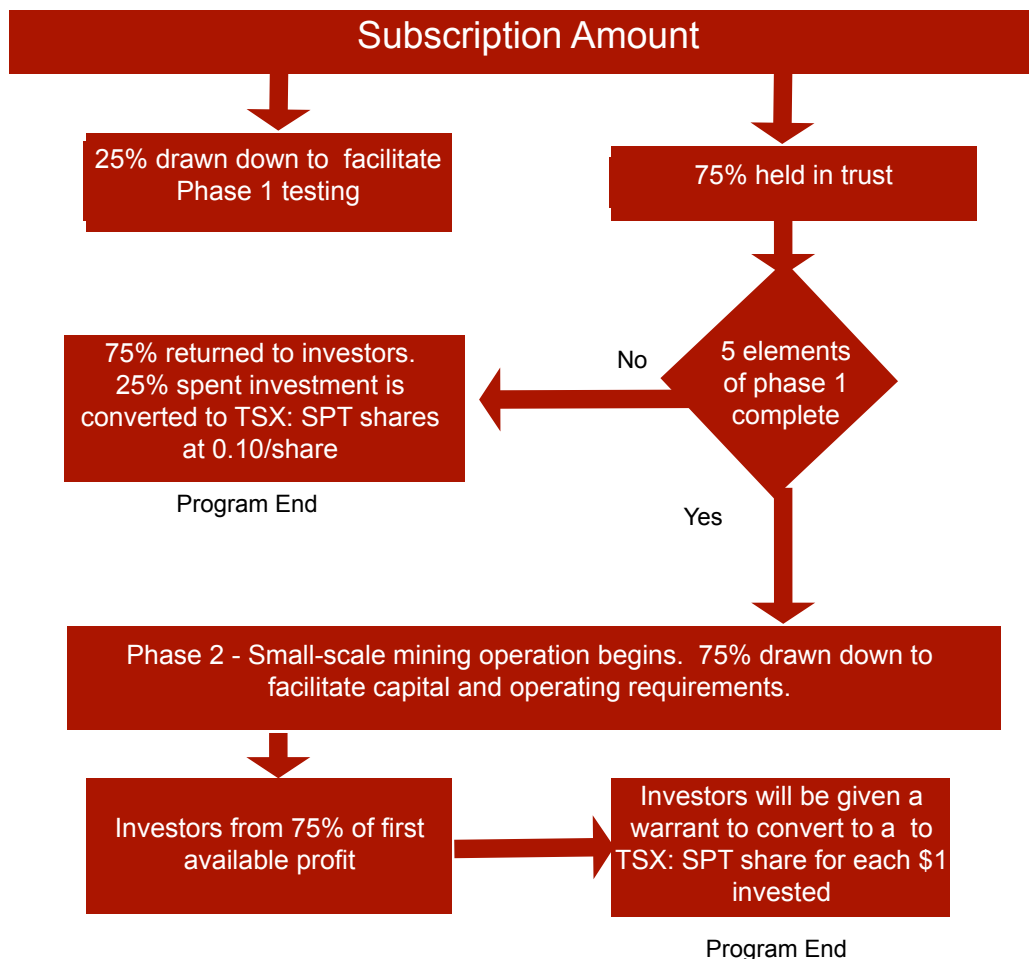 Subscription Amount
25% drawn down to  facilitate
Phase 1 testing
75% held in trust
5 elements
of phase 1
complete
No
75% returned to investors.
25% spent investment is
converted to TSX: SPT shares
at 0.10/share
Program End
Yes
Phase 2 - Small-scale mining operation begins.  75% drawn down to
facilitate capital and operating requirements.
Investors from 75% of first
available profit
Investors will be given a
warrant to convert to a  to
TSX: SPT share for each $1
invested
Program End